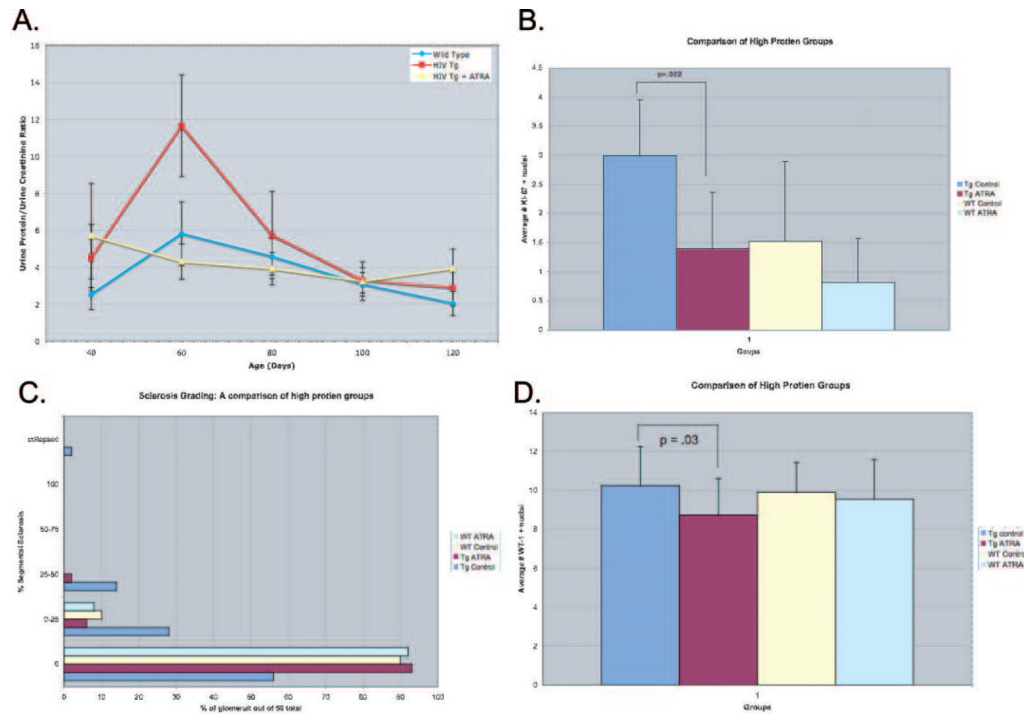 A.
16
14
12
10
8
6
4
2
0
40
60
80
100
120
Urine Protein/Urine Creatinine Ratio
Age (Days)
Wild Type
HIV Tg
HIV Tg + ATRA
B.
Comparison of High Protien Groups
p=.002
4.5
4
3.5
3
2.5
2
1.5
1
0.5
0
Average # Ki-67 + nuclei
1
Goups
Tg Control
Tg ATRA
WT Control
WT ATRA
C.
Sclerosis Grading: A comparison of high protien groups
collapsed
100
50-75
25-50
0-25
0
% Segmental Sclerosis
0
10
20
30
40
50
60
70
80
90
100
% of glomeruli out of 50 total
WT ATRA
WT Control
Tg ATRA
Tg Control
D.
Comparison of High Protien Groups
p = .03
14
12
10
8
6
4
2
0
Average # WT-1 + nuclei
1
Groups
Tg control
Tg ATRA
WT Control
WT ATRA